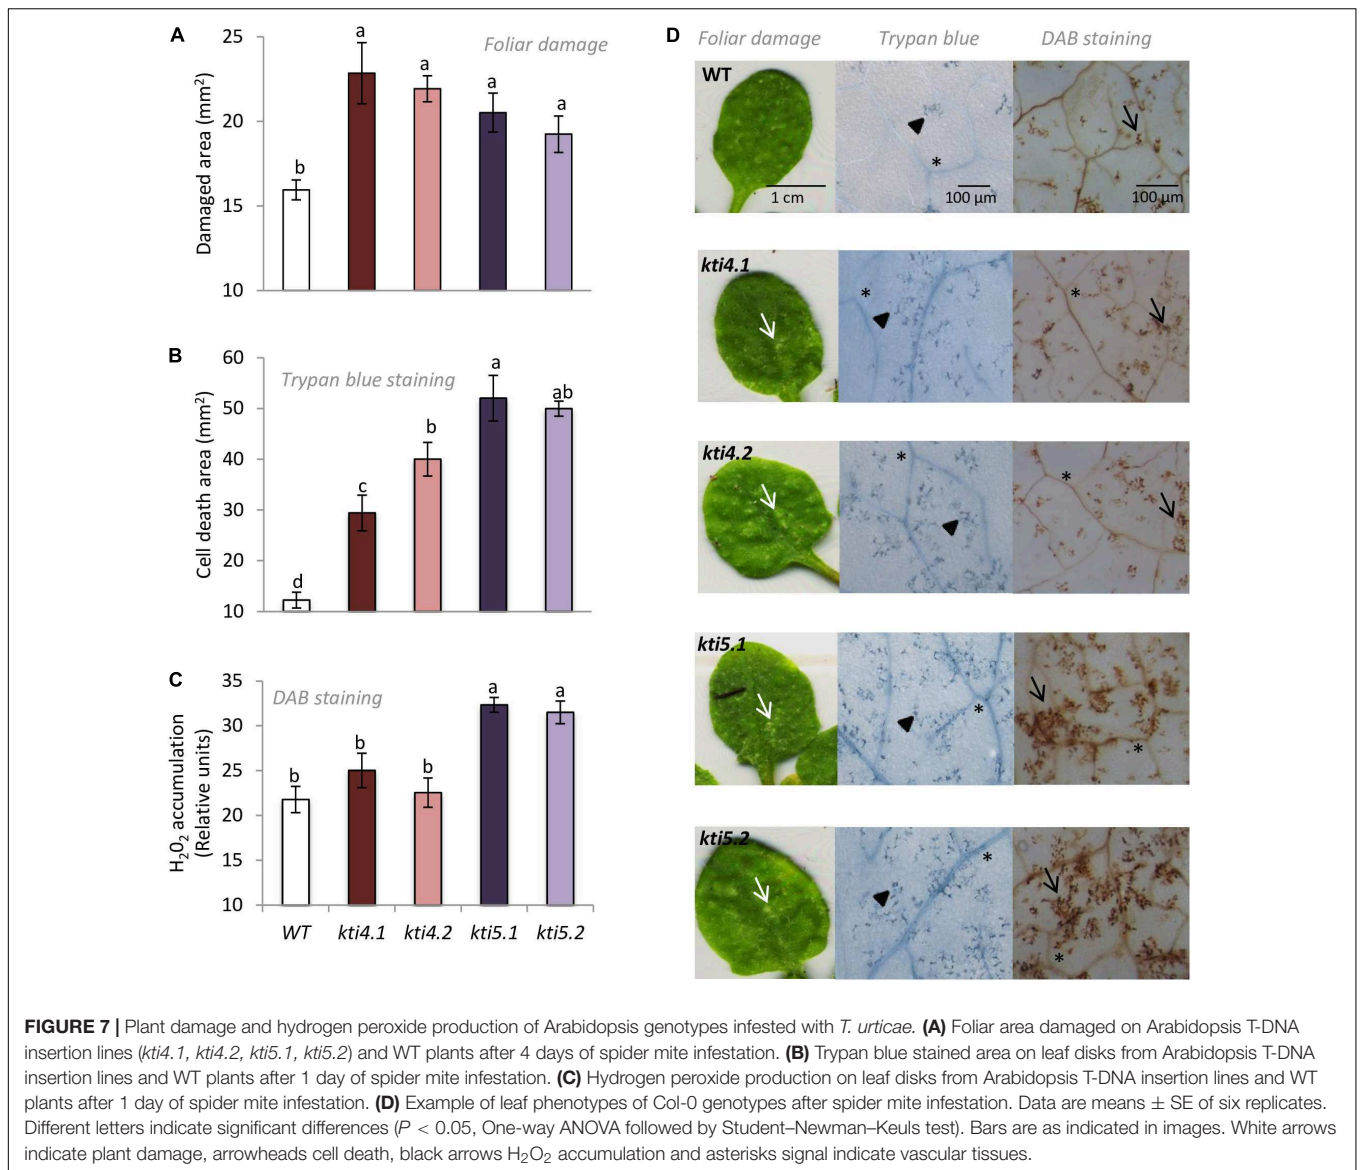 A
Foliar damage
25
20
15
10
Damaged area (mm²)
b
a
a
a
a
B
Trypan blue staining
60
50
40
30
20
10
Cell death area (mm²)
d
c
b
a
ab
C
DAB staining
35
30
25
20
15
10
H₂0₂ accumulation
(Relative units)
b
b
b
a
a
WT kti4.1 kti4.2 kti5.1 kti5.2
D
Foliar damage Trypan blue DAB staining
WT
*
1 cm 100 µm 100 µm
kti4.1
* *
kti4.2
* *
kti5.1
* *
kti5.2
* *
FIGURE 7 | Plant damage and hydrogen peroxide production of Arabidopsis genotypes infested with T. urticae. (A) Foliar area damaged on Arabidopsis T-DNA
insertion lines (kti4.1, kti4.2, kti5.1, kti5.2) and WT plants after 4 days of spider mite infestation. (B) Trypan blue stained area on leaf disks from Arabidopsis T-DNA
insertion lines and WT plants after 1 day of spider mite infestation. (C) Hydrogen peroxide production on leaf disks from Arabidopsis T-DNA insertion lines and WT
plants after 1 day of spider mite infestation. (D) Example of leaf phenotypes of Col-0 genotypes after spider mite infestation. Data are means ± SE of six replicates.
Different letters indicate significant differences (P < 0.05, One-way ANOVA followed by Student–Newman–Keuls test). Bars are as indicated in images. White arrows
indicate plant damage, arrowheads cell death, black arrows H₂O₂ accumulation and asterisks signal indicate vascular tissues.